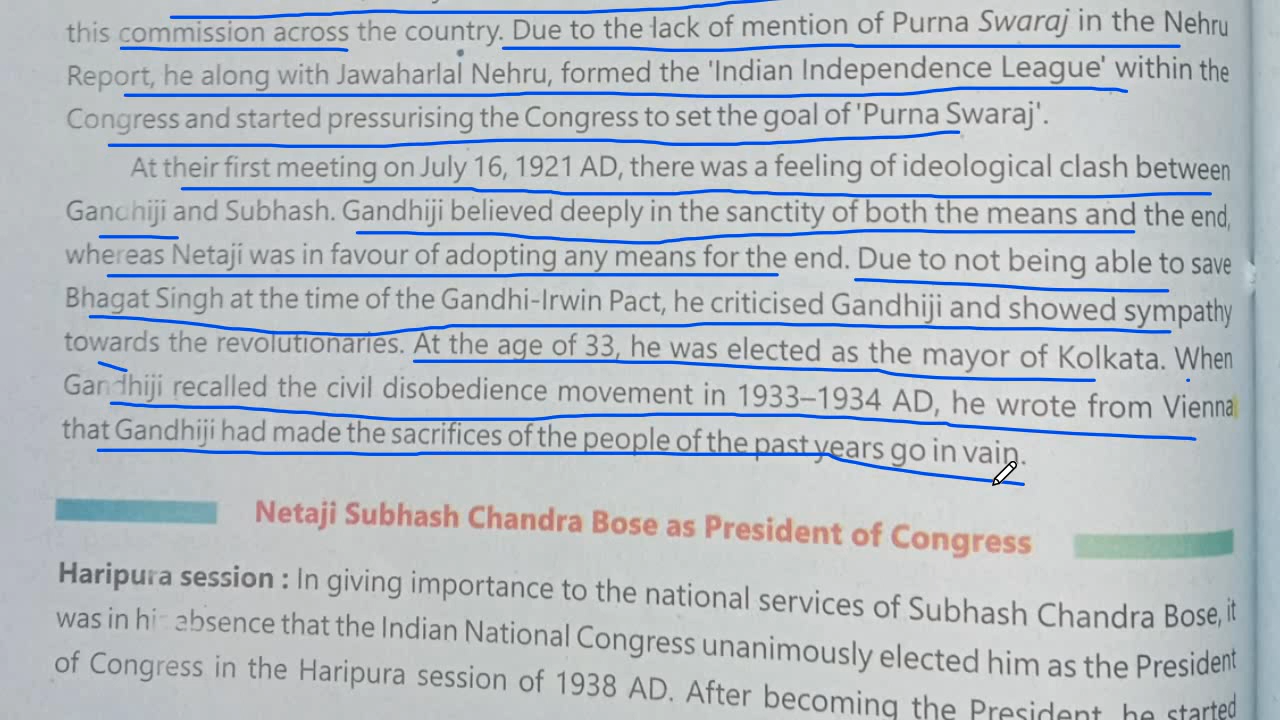 this commission across the country. Due to the lack of mention of Purna Swaraj in the Nehru
Report, he along with Jawaharlal Nehru, formed the 'Indian Independence League' within the
Congress and started pressurising the Congress to set the goal of 'Purna Swaraj'.
At their first meeting on July 16, 1921 AD, there was a feeling of ideological clash between
Gandhiji and Subhash. Gandhiji believed deeply in the sanctity of both the means and the end,
whereas Netaji was in favour of adopting any means for the end. Due to not being able to save
Bhagat Singh at the time of the Gandhi-Irwin Pact, he criticised Gandhiji and showed sympathy
towards the revolutionaries. At the age of 33, he was elected as the mayor of Kolkata. When
Gandhiji recalled the civil disobedience movement in 1933–1934 AD, he wrote from Vienna
that Gandhiji had made the sacrifices of the people of the past years go in vain.
Netaji Subhash Chandra Bose as President of Congress
Haripura session : In giving importance to the national services of Subhash Chandra Bose, it
was in his absence that the Indian National Congress unanimously elected him as the President
of Congress in the Haripura session of 1938 AD. After becoming the President, he started